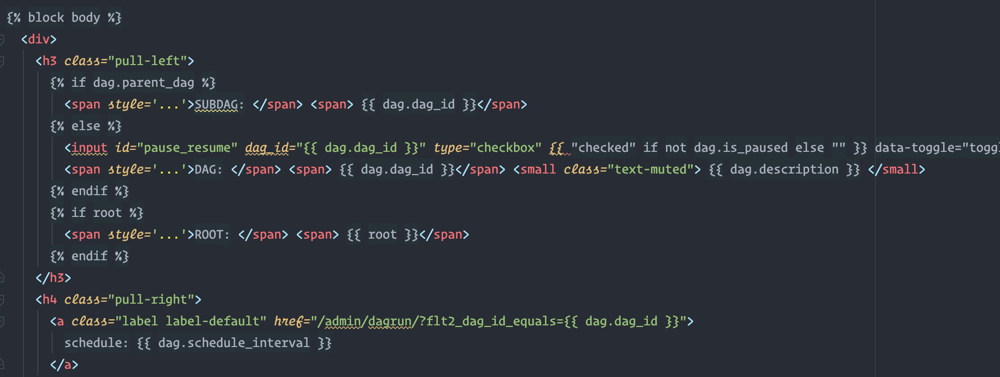 {% block body %}
<div>
<h3 class="pull-left">
{% if dag.parent_dag %}
<span style='...'>SUBDAG: </span> <span> {{ dag.dag_id }}</span>
{% else %}
<input id="pause_resume" dag_id="{{ dag.dag_id }}" type="checkbox" {{ "checked" if not dag.is_paused else "" }} data-toggle="toggl
<span style='...'>DAG: </span> <span> {{ dag.dag_id }}</span> <small class="text-muted"> {{ dag.description }} </small>
{% endif %}
{% if root %}
<span style='...'>ROOT: </span> <span> {{ root }}</span>
{% endif %}
</h3>
<h4 class="pull-right">
<a class="label label-default" href="/admin/dagrun/?flt2_dag_id_equals={{ dag.dag_id }}">
schedule: {{ dag.schedule_interval }}
</a>